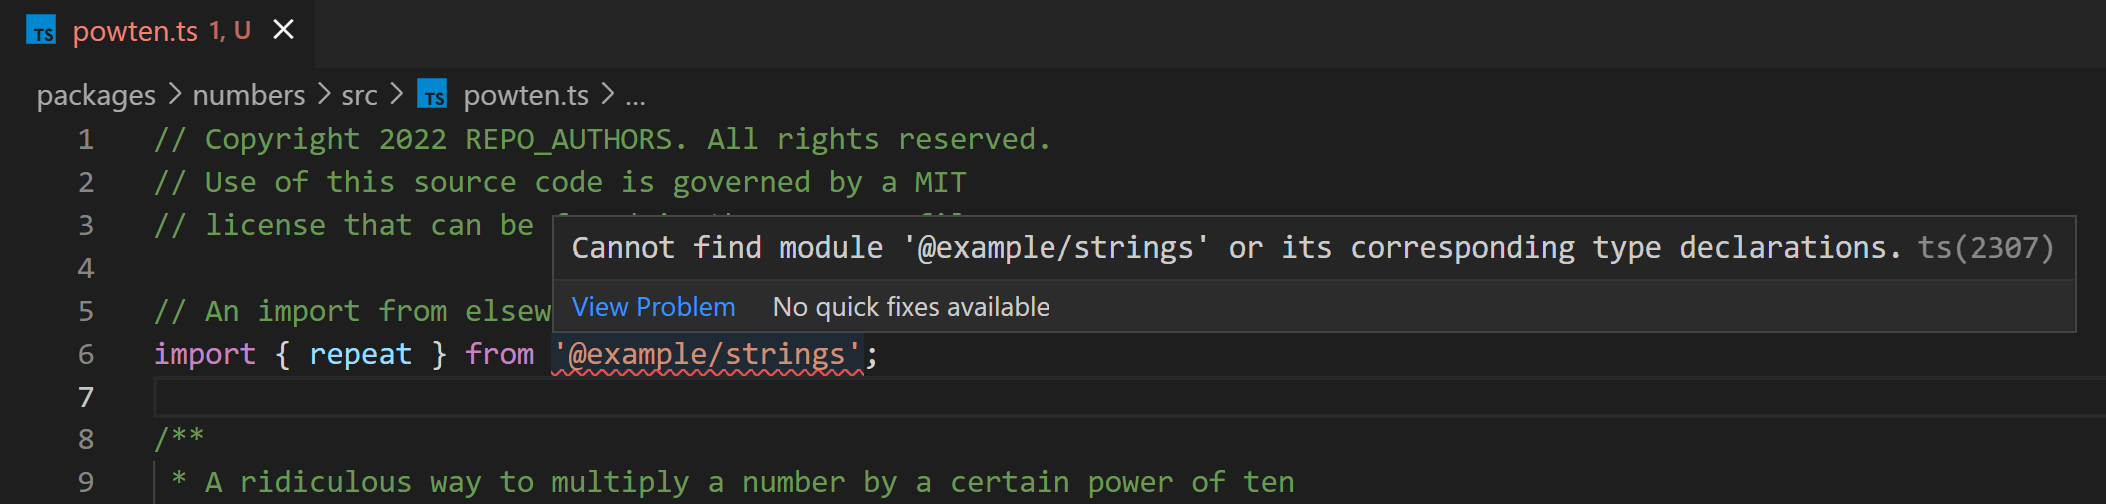 TS powten.ts 1, U
packages > numbers > src > TS powten.ts > ...
1 // Copyright 2022 REPO_AUTHORS. All rights reserved.
2 // Use of this source code is governed by a MIT
3 // license that can be
Cannot find module '@example/strings' or its corresponding type declarations. ts(2307)
4
5 // An import from elsew
View Problem No quick fixes available
6 import { repeat } from '@example/strings';
7
8 /**
9 * A ridiculous way to multiply a number by a certain power of ten